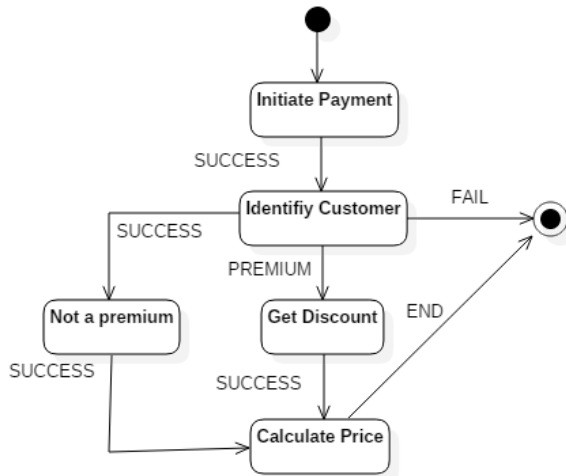 Initiate Payment
SUCCESS
Identifiy Customer
FAIL
SUCCESS
PREMIUM
Not a premium
Get Discount
END
SUCCESS
SUCCESS
Calculate Price